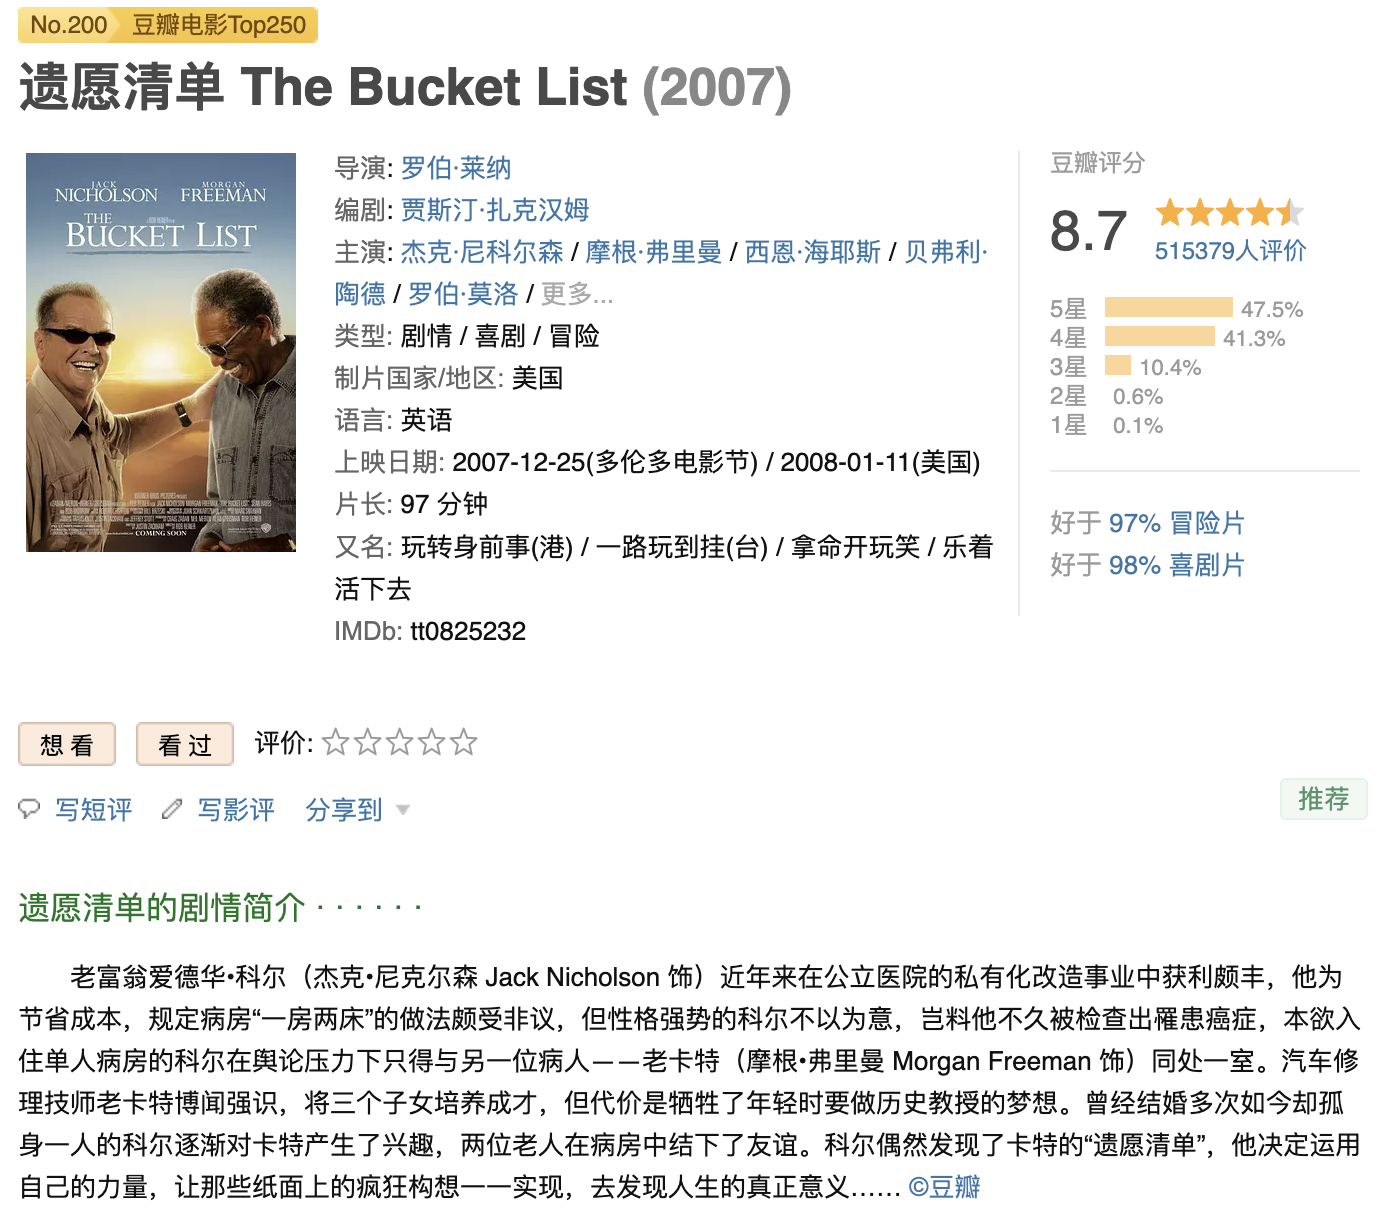 No.200 豆瓣电影Top250
遗愿清单 The Bucket List (2007)
JACK NICHOLSON MORGAN FREEMAN
THE BUCKET LIST
COMING SOON
导演: 罗伯·莱纳
编剧: 贾斯汀·扎克汉姆
主演: 杰克·尼科尔森 / 摩根·弗里曼 / 西恩·海耶斯 / 贝弗利·
陶德 / 罗伯·莫洛 / 更多...
类型: 剧情 / 喜剧 / 冒险
制片国家/地区: 美国
语言: 英语
上映日期: 2007-12-25(多伦多电影节) / 2008-01-11(美国)
片长: 97 分钟
又名: 玩转身前事(港) / 一路玩到挂(台) / 拿命开玩笑 / 乐着
活下去
IMDb: tt0825232
豆瓣评分
8.7
515379人评价
5星 47.5%
4星 41.3%
3星 10.4%
2星 0.6%
1星 0.1%
好于 97% 冒险片
好于 98% 喜剧片
想看 看过 评价:
写短评 写影评 分享到
推荐
遗愿清单的剧情简介 · · · · · ·
老富翁爱德华•科尔（杰克•尼克尔森 Jack Nicholson 饰）近年来在公立医院的私有化改造事业中获利颇丰，他为
节省成本，规定病房“一房两床”的做法颇受非议，但性格强势的科尔不以为意，岂料他不久被检查出罹患癌症，本欲入
住单人病房的科尔在舆论压力下只得与另一位病人——老卡特（摩根•弗里曼 Morgan Freeman 饰）同处一室。汽车修
理技师老卡特博闻强识，将三个子女培养成才，但代价是牺牲了年轻时要做历史教授的梦想。曾经结婚多次如今却孤
身一人的科尔逐渐对卡特产生了兴趣，两位老人在病房中结下了友谊。科尔偶然发现了卡特的“遗愿清单”，他决定运用
自己的力量，让那些纸面上的疯狂构想一一实现，去发现人生的真正意义…… ©豆瓣